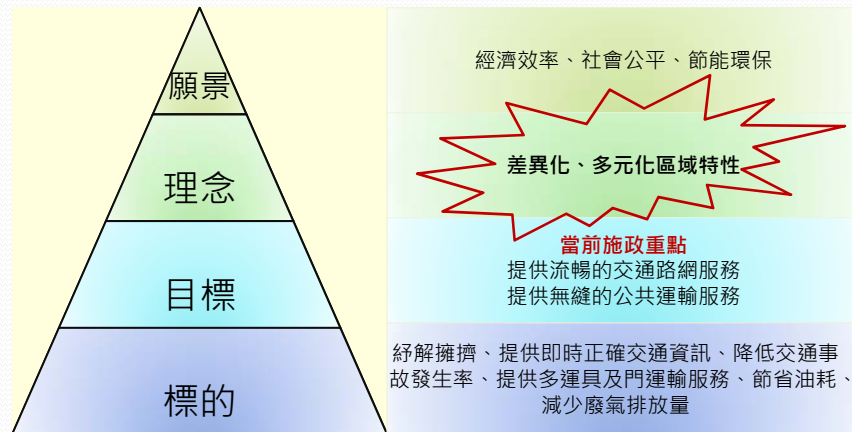 願景
經濟效率、社會公平、節能環保
理念
差異化、多元化區域特性
目標
當前施政重點
提供流暢的交通路網服務
提供無縫的公共運輸服務
標的
紓解擁擠、提供即時正確交通資訊、降低交通事
故發生率、提供多運具及門運輸服務、節省油耗、
減少廢氣排放量